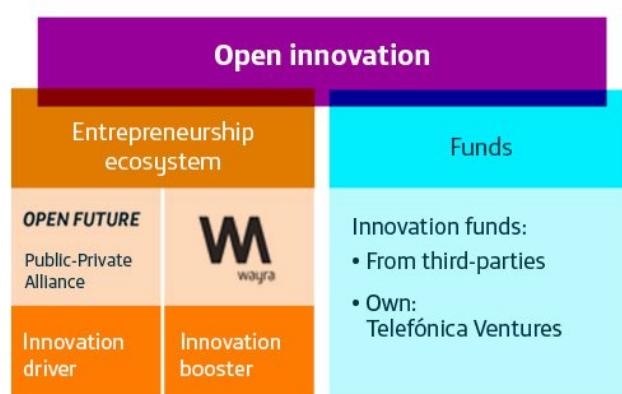 Open innovation
Entrepreneurship
ecosystem
OPEN FUTURE
Public-Private
Alliance
wayra
Innovation
driver
Innovation
booster
Funds
Innovation funds:
• From third-parties
• Own:
Telefónica Ventures